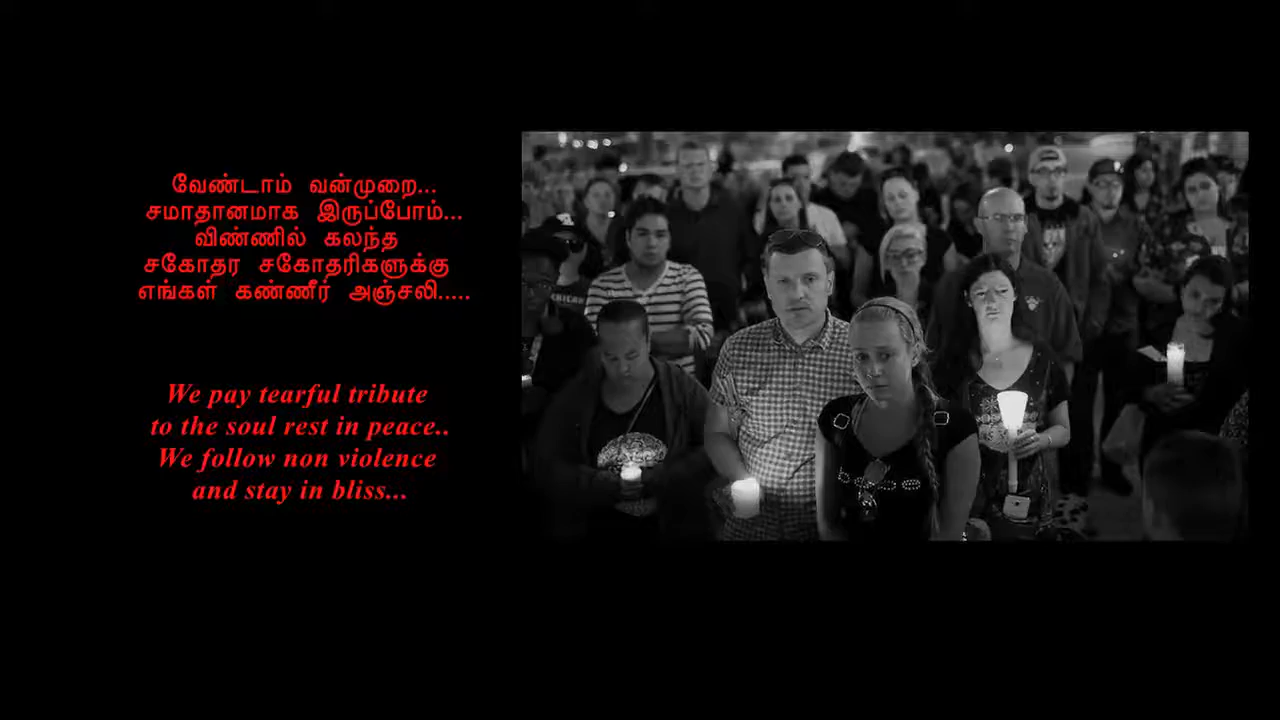 வேண்டாம் வன்முறை...
சமாதானமாக இருப்போம்...
விண்ணில் கலந்த
சகோதர சகோதரிகளுக்கு
எங்கள் கண்ணீர் அஞ்சலி.....
We pay tearful tribute
to the soul rest in peace..
We follow non violence
and stay in bliss...